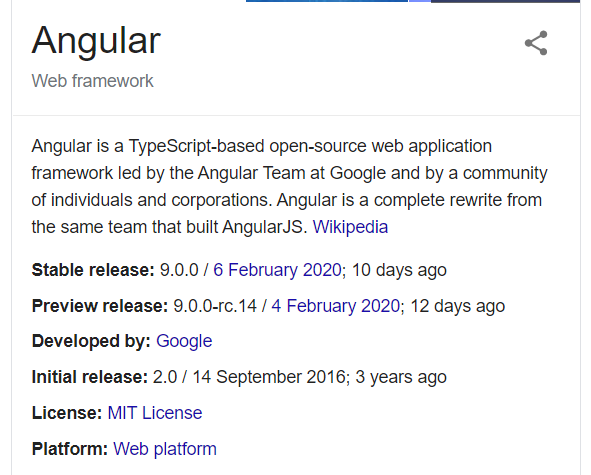 Angular
Web framework
Angular is a TypeScript-based open-source web application
framework led by the Angular Team at Google and by a community
of individuals and corporations. Angular is a complete rewrite from
the same team that built AngularJS. Wikipedia
Stable release: 9.0.0 / 6 February 2020; 10 days ago
Preview release: 9.0.0-rc.14 / 4 February 2020; 12 days ago
Developed by: Google
Initial release: 2.0 / 14 September 2016; 3 years ago
License: MIT License
Platform: Web platform